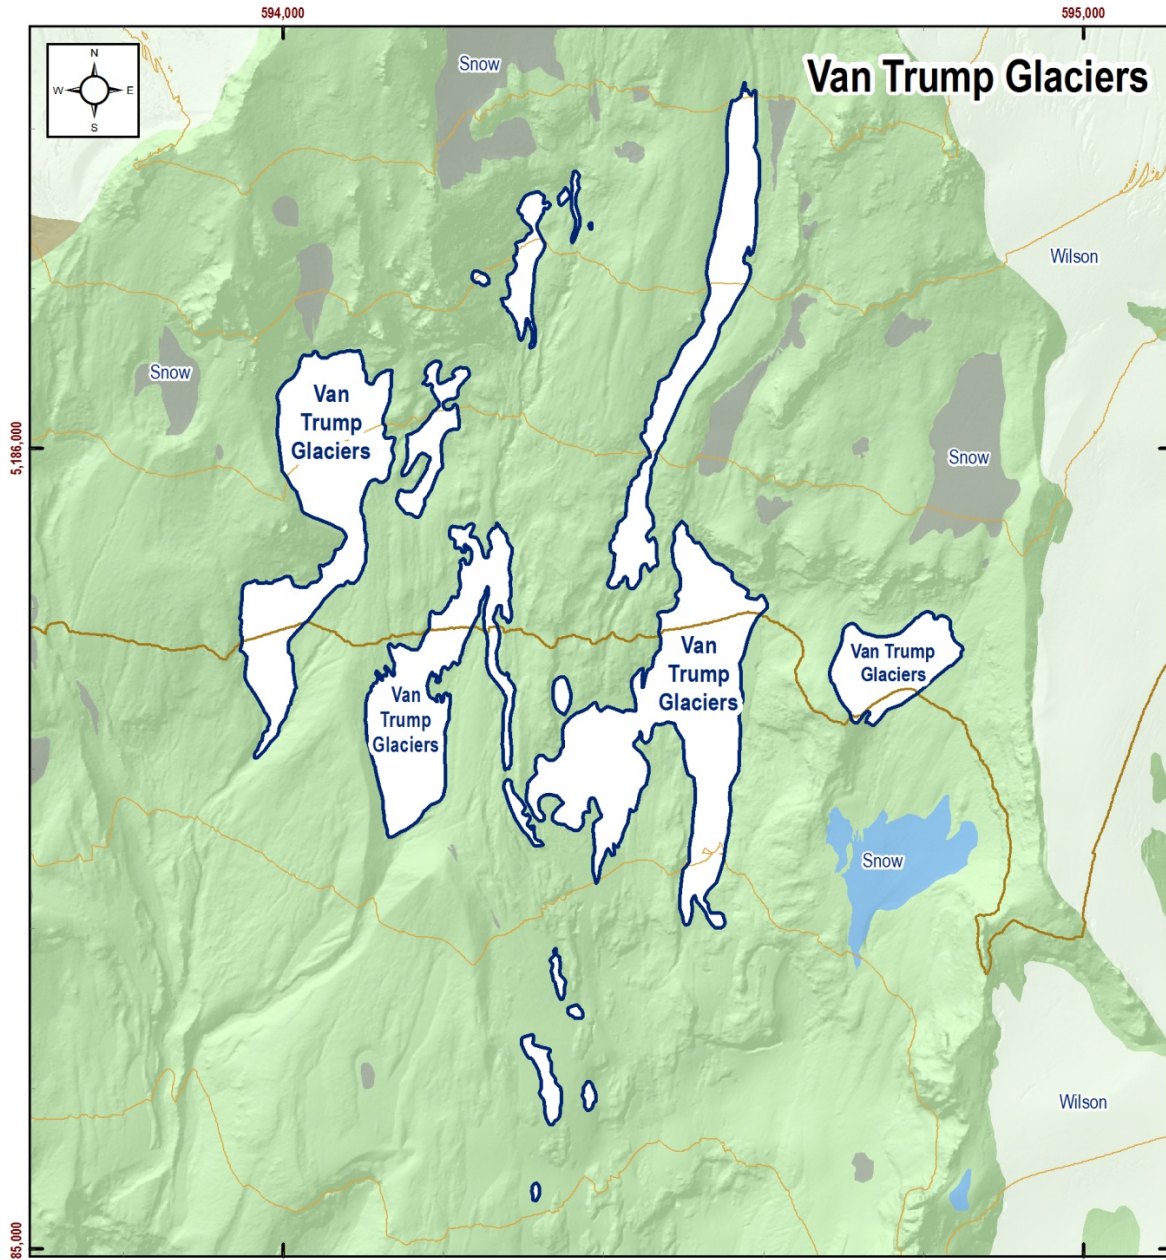 594,000
595,000
N
W
E
S
Snow
Van Trump Glaciers
Wilson
Snow
Van
Trump
Glaciers
5,186,000
Snow
Van
Trump
Glaciers
Van Trump
Glaciers
Van
Trump
Glaciers
Snow
Wilson
85,000